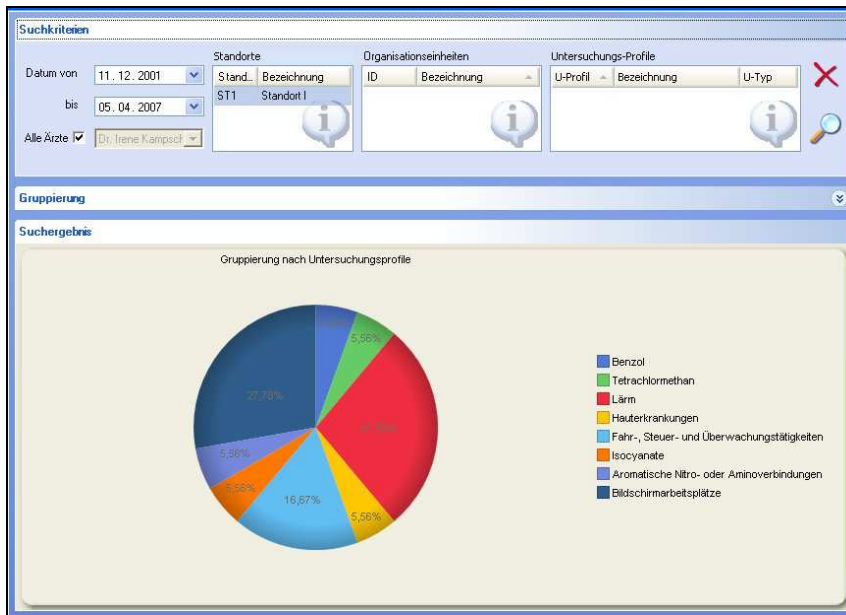 Suchkriterien
Standorte
Organisationseinheiten
Untersuchungs-Profile
Datum von
11. 12. 2001
Stand..
Bezeichnung
ID
Bezeichnung
U-Profil
Bezeichnung
U-Typ
ST1
Standort I
bis
05. 04. 2007
Alle Ärzte
Dr. Irene Kampsch
Gruppierung
Suchergebnis
Gruppierung nach Untersuchungsprofile
5,56%
27,78%
5,56%
5,56%
16,67%
5,56%
Benzol
Tetrachlormethan
Lärm
Hauterkrankungen
Fahr-, Steuer- und Überwachungstätigkeiten
Isocyanate
Aromatische Nitro- oder Aminoverbindungen
Bildschirmarbeitsplätze